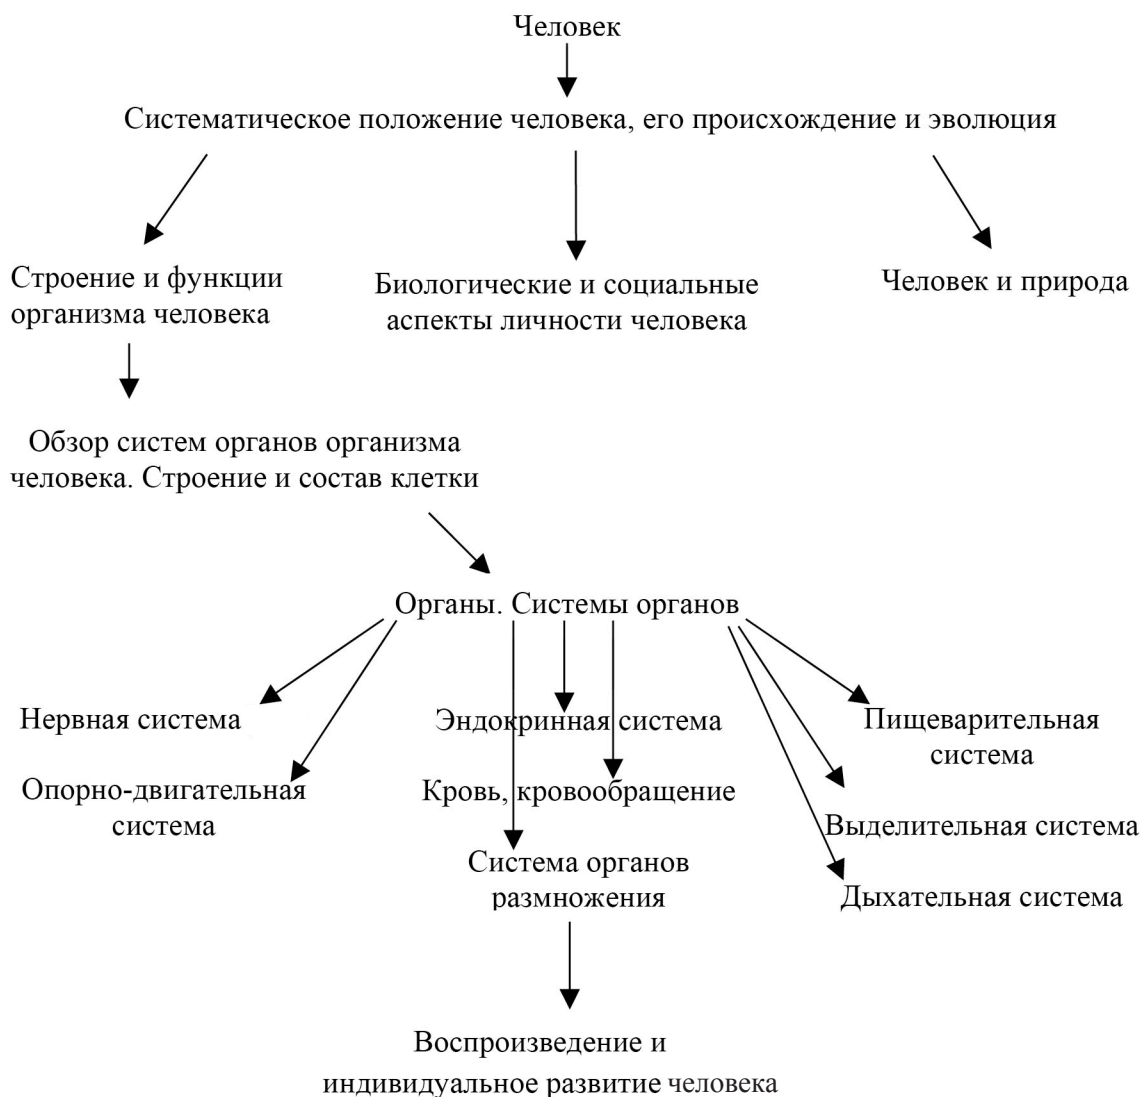 Человек
Систематическое положение человека, его происхождение и эволюция
Строение и функции
организма человека
Биологические и социальные
аспекты личности человека
Человек и природа
Обзор систем органов организма
человека. Строение и состав клетки
Органы. Системы органов
Нервная система
Опорно-двигательная
система
Эндокринная система
Кровь, кровообращение
Система органов
размножения
Пищеварительная
система
Выделительная система
Дыхательная система
Воспроизведение и
индивидуальное развитие человека